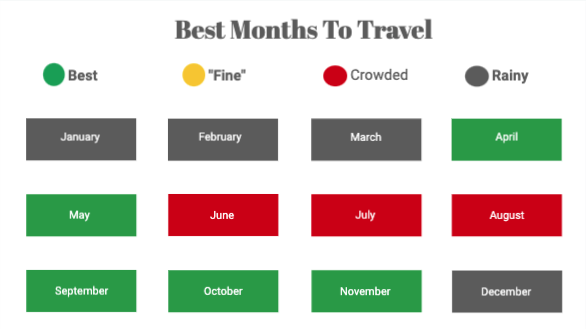 Best Months To Travel
Best "Fine" Crowded Rainy
January February March April
May June July August
September October November December